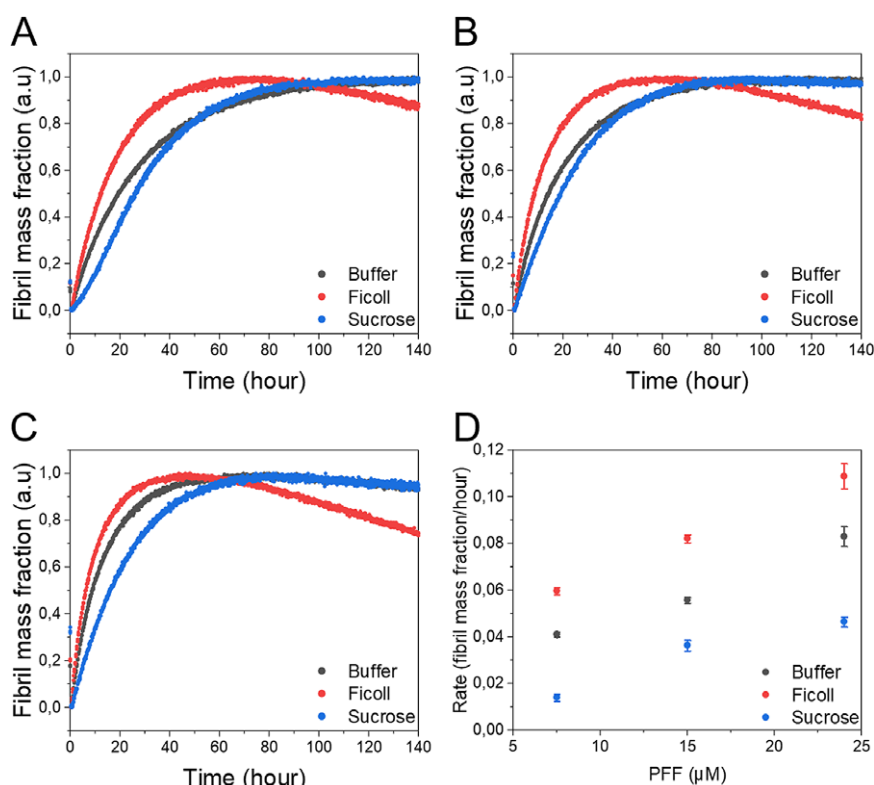 A
Fibril mass fraction (a.u)
1,0
0,8
0,6
0,4
0,2
0,0
Buffer
Ficoll
Sucrose
0 20 40 60 80 100 120 140
Time (hour)
B
Fibril mass fraction (a.u)
1,0
0,8
0,6
0,4
0,2
0,0
Buffer
Ficoll
Sucrose
0 20 40 60 80 100 120 140
Time (hour)
C
Fibril mass fraction (a.u)
1,0
0,8
0,6
0,4
0,2
0,0
Buffer
Ficoll
Sucrose
0 20 40 60 80 100 120 140
Time (hour)
D
Rate (fibril mass fraction/hour)
0,12
0,10
0,08
0,06
0,04
0,02
0,00
Buffer
Ficoll
Sucrose
5 10 15 20 25
PFF (µM)